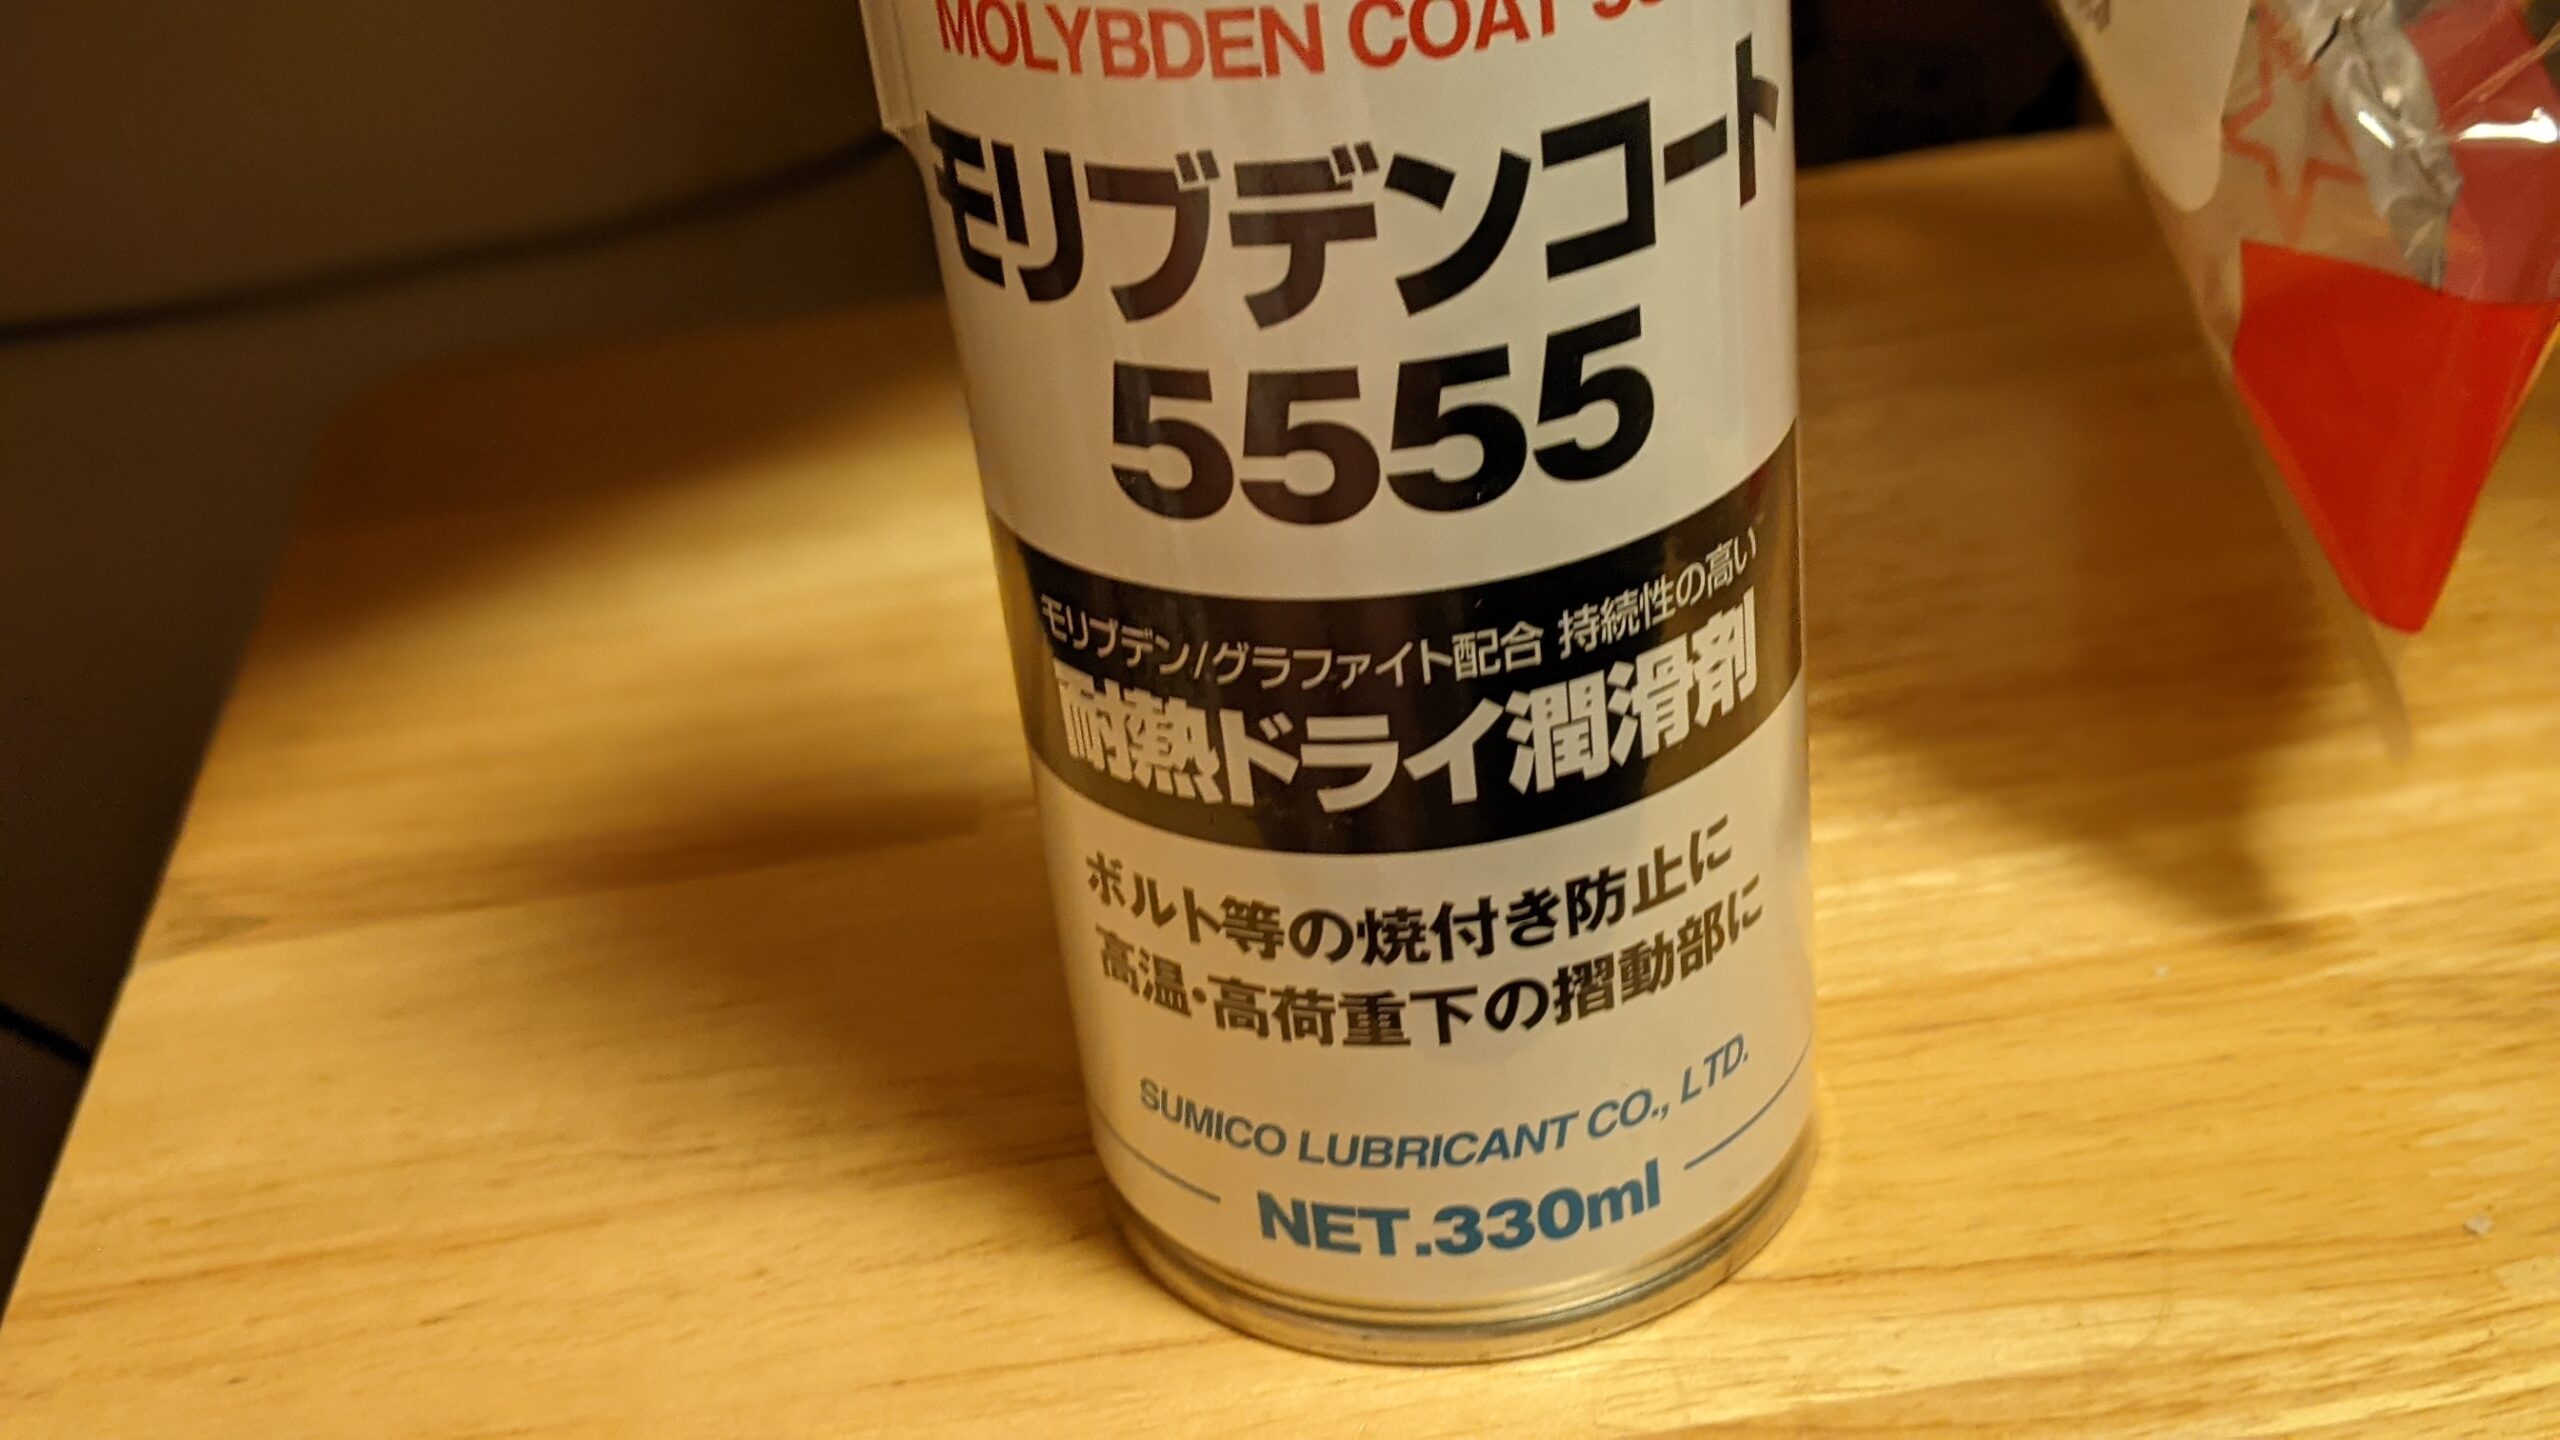 MOLYBDEN COAT
モリブデンコート
5555
モリブデン/グラファイト配合 持続性の高い
耐熱ドライ潤滑剤
ボルト等の焼付き防止に
高温・高荷重下の摺動部に
SUMICO LUBRICANT CO., LTD.
NET.330ml